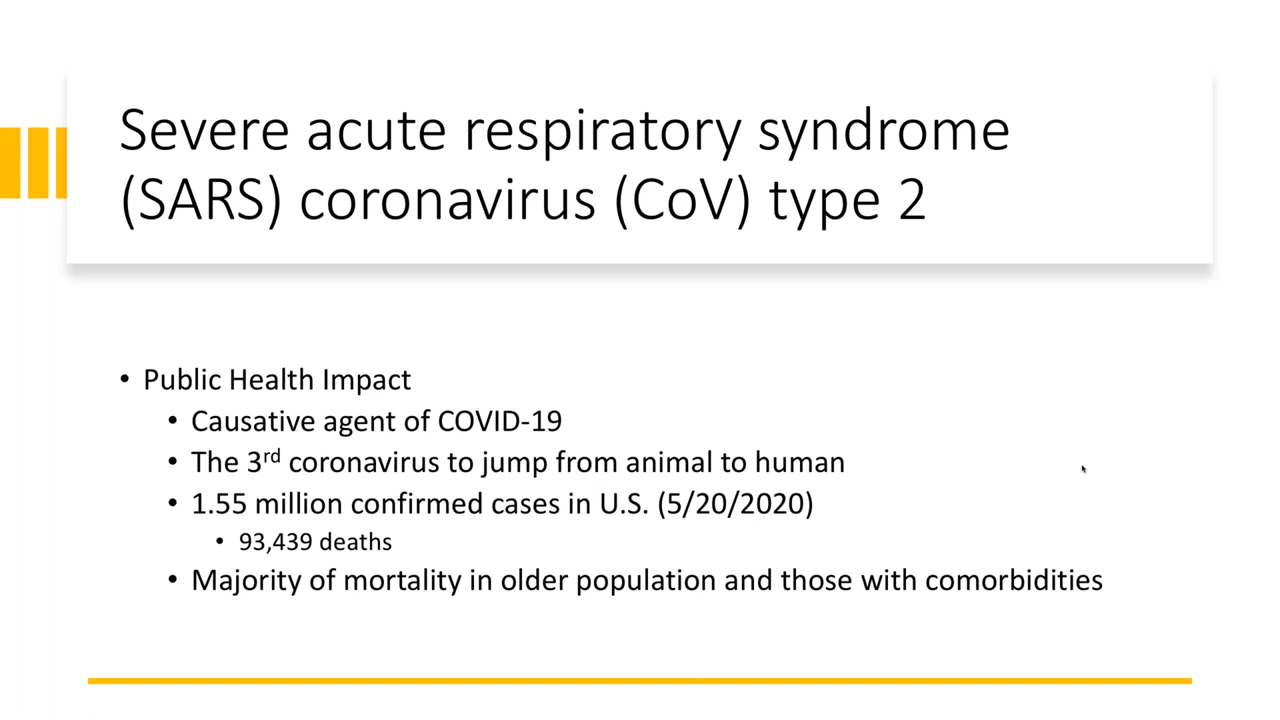 Severe acute respiratory syndrome
(SARS) coronavirus (CoV) type 2
• Public Health Impact
• Causative agent of COVID-19
• The 3rd coronavirus to jump from animal to human
• 1.55 million confirmed cases in U.S. (5/20/2020)
• 93,439 deaths
• Majority of mortality in older population and those with comorbidities